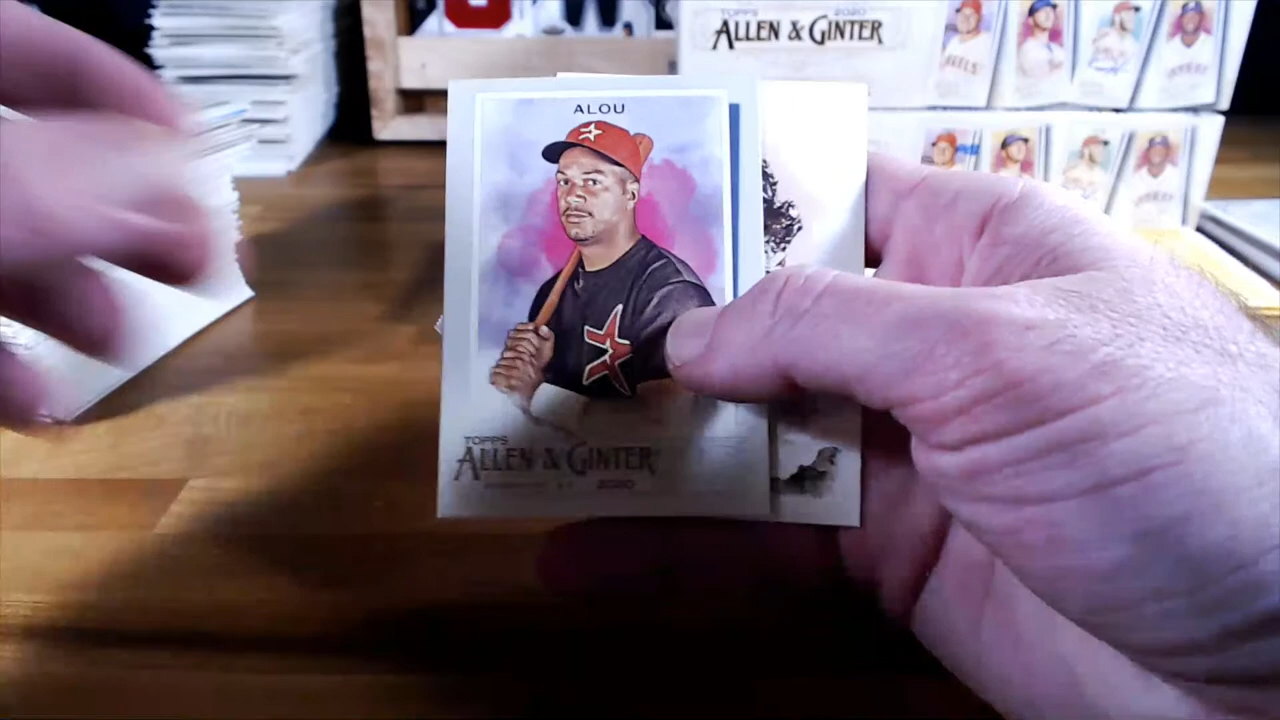 TOPPS 2020
ALLEN & GINTER
ALOU
TOPPS
ALLEN & GINTER
2020